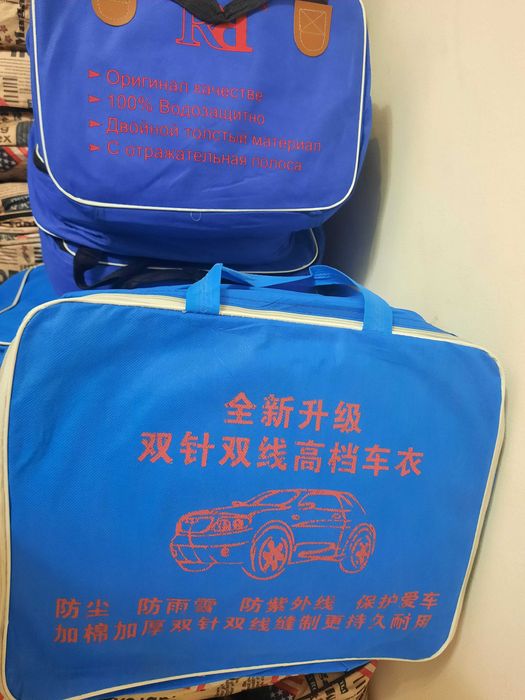 ➤ Оригинал качестве
➤ 100% Водозащитно
➤ Двойной толстый материал
➤ С отражательная полоса
全新升级
双针双线高档车衣
防尘 防雨雪 防紫外线 保护爱车
加棉加厚双针双线缝制更持久耐用